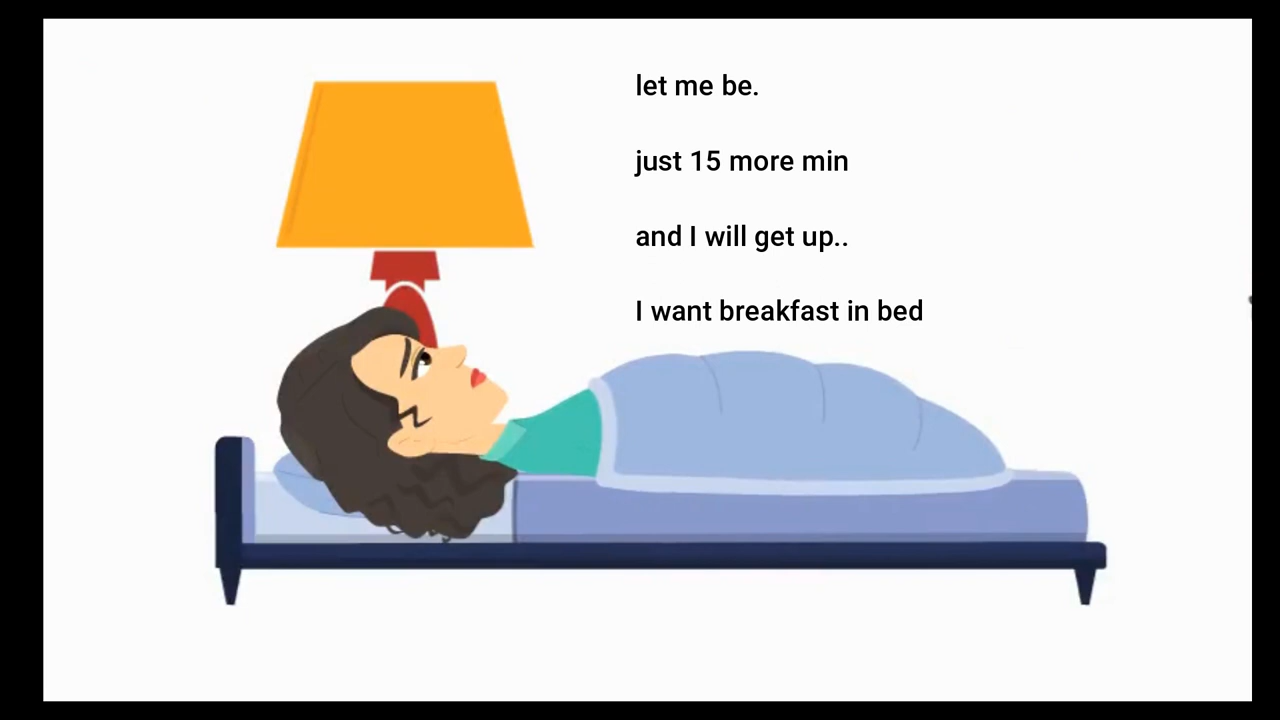 let me be.
just 15 more min
and I will get up..
I want breakfast in bed